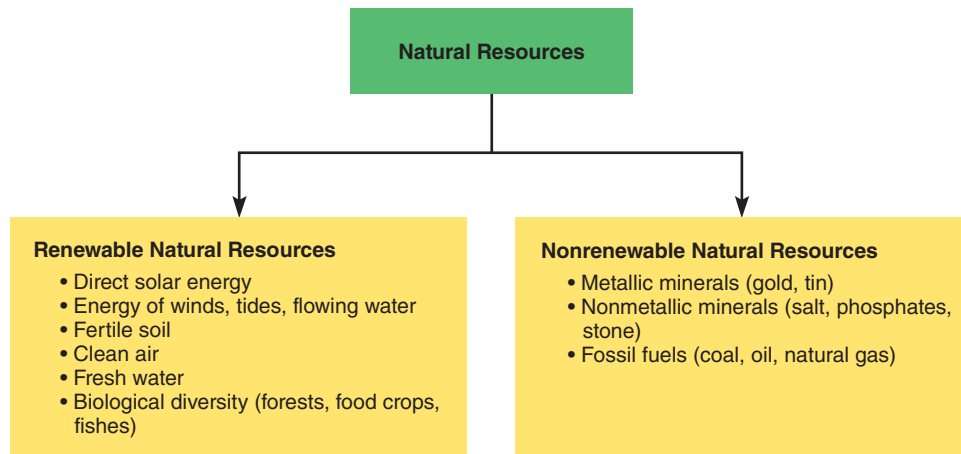 Natural Resources
Renewable Natural Resources
• Direct solar energy
• Energy of winds, tides, flowing water
• Fertile soil
• Clean air
• Fresh water
• Biological diversity (forests, food crops,
fishes)
Nonrenewable Natural Resources
• Metallic minerals (gold, tin)
• Nonmetallic minerals (salt, phosphates,
stone)
• Fossil fuels (coal, oil, natural gas)